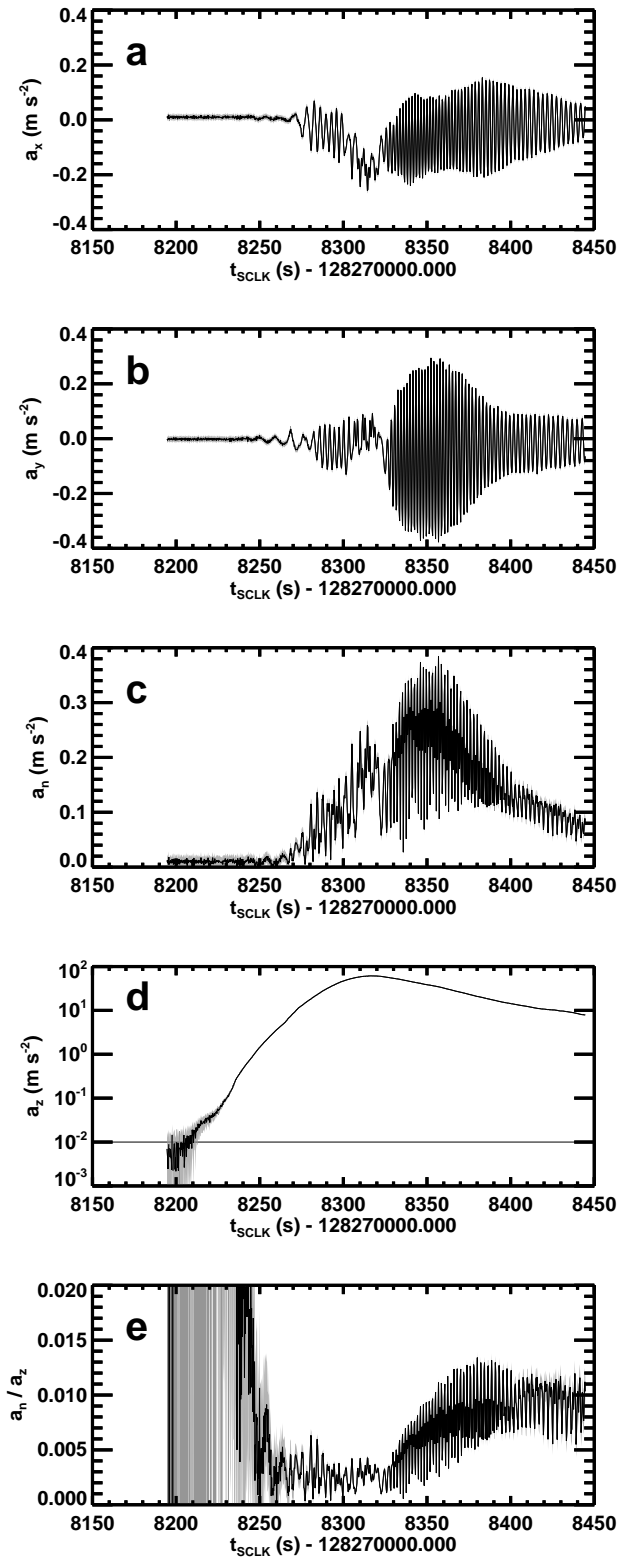 a
0.4
0.2
0.0
-0.2
-0.4
aₓ (m s⁻²)
8150 8200 8250 8300 8350 8400 8450
t_SCLK (s) - 128270000.000
b
0.4
0.2
0.0
-0.2
-0.4
a_y (m s⁻²)
8150 8200 8250 8300 8350 8400 8450
t_SCLK (s) - 128270000.000
c
0.4
0.3
0.2
0.1
0.0
a_n (m s⁻²)
8150 8200 8250 8300 8350 8400 8450
t_SCLK (s) - 128270000.000
d
10²
10¹
10⁰
10⁻¹
10⁻²
10⁻³
a_z (m s⁻²)
8150 8200 8250 8300 8350 8400 8450
t_SCLK (s) - 128270000.000
e
0.020
0.015
0.010
0.005
0.000
a_n / a_z
8150 8200 8250 8300 8350 8400 8450
t_SCLK (s) - 128270000.000